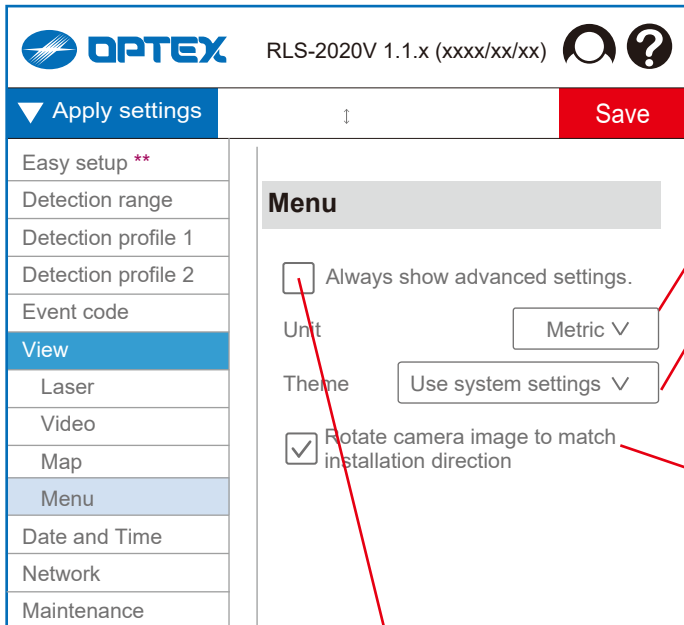 OPTEX RLS-2020V 1.1.x (xxxx/xx/xx) ?
Apply settings Save
Easy setup **
Detection range
Detection profile 1
Detection profile 2
Event code
View
Laser
Video
Map
Menu
Date and Time
Network
Maintenance
Menu
Always show advanced settings.
Unit Metric
Theme Use system settings
Rotate camera image to match
installation direction